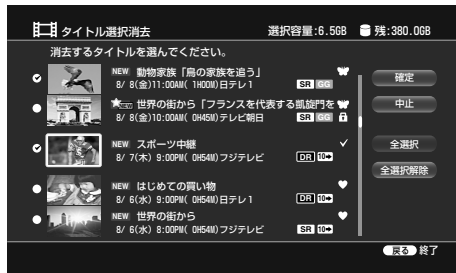 タイトル選択消去 選択容量:6.5GB 残:380.0GB
消去するタイトルを選んでください。
NEW 動物家族「鳥の家族を追う」
8/ 8(金)11:00AM( 1H00M)日テレ1 SR GG
NEW 世界の街から「フランスを代表する凱旋門を
8/ 8(金)10:00AM( 0H45M)テレビ朝日 SR GG
NEW スポーツ中継
8/ 7(木) 9:00PM( 0H54M)フジテレビ DR 10➡
NEW はじめての買い物
8/ 6(水) 9:00PM( 0H54M)日テレ1 DR 10➡
NEW 世界の街から
8/ 6(水) 8:00PM( 0H54M)フジテレビ SR 10➡
確定
中止
全選択
全選択解除
戻る 終了